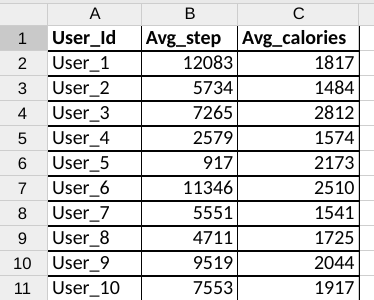 A B C
1 User_Id Avg_step Avg_calories
2 User_1 12083 1817
3 User_2 5734 1484
4 User_3 7265 2812
5 User_4 2579 1574
6 User_5 917 2173
7 User_6 11346 2510
8 User_7 5551 1541
9 User_8 4711 1725
10 User_9 9519 2044
11 User_10 7553 1917